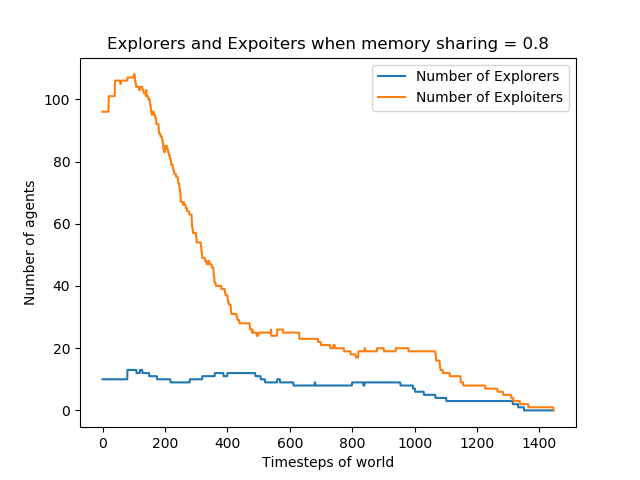 Explorers and Expoiters when memory sharing = 0.8
Number of Explorers
Number of Exploiters
Number of agents
100
80
60
40
20
0
0 200 400 600 800 1000 1200 1400
Timesteps of world